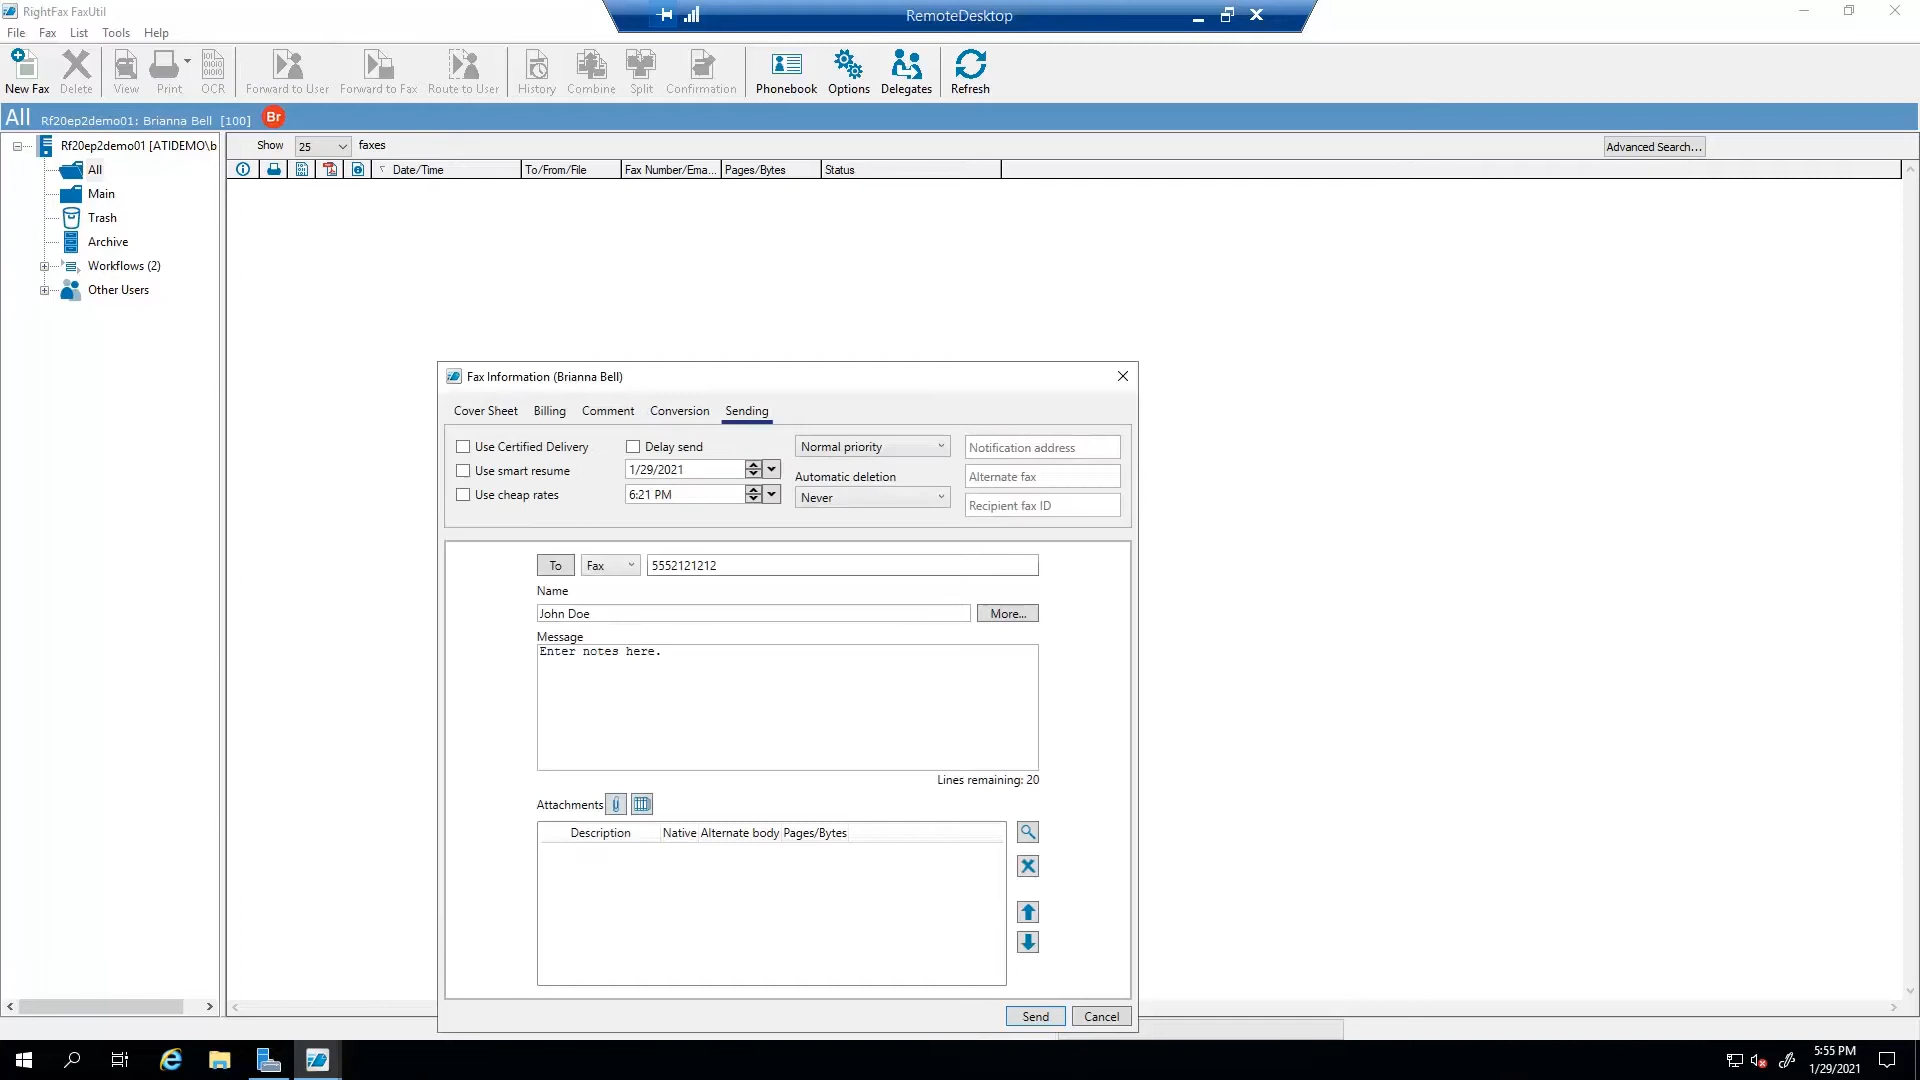 RightFax FaxUtil
RemoteDesktop
File Fax List Tools Help
New Fax Delete View Print OCR Forward to User Forward to Fax Route to User History Combine Split Confirmation Phonebook Options Delegates Refresh
All Rf20ep2demo01: Brianna Bell [100] Br
Rf20ep2demo01 [ATIDEMO\b
Show 25 faxes Advanced Search...
Date/Time To/From/File Fax Number/Ema... Pages/Bytes Status
All
Main
Trash
Archive
Workflows (2)
Other Users
Fax Information (Brianna Bell)
Cover Sheet Billing Comment Conversion Sending
Use Certified Delivery Delay send Normal priority Notification address
Use smart resume 1/29/2021 Automatic deletion Alternate fax
Use cheap rates 6:21 PM Never Recipient fax ID
To Fax 5552121212
Name
John Doe More...
Message
Enter notes here.
Lines remaining: 20
Attachments
Description Native Alternate body Pages/Bytes
Send Cancel
5:55 PM
1/29/2021